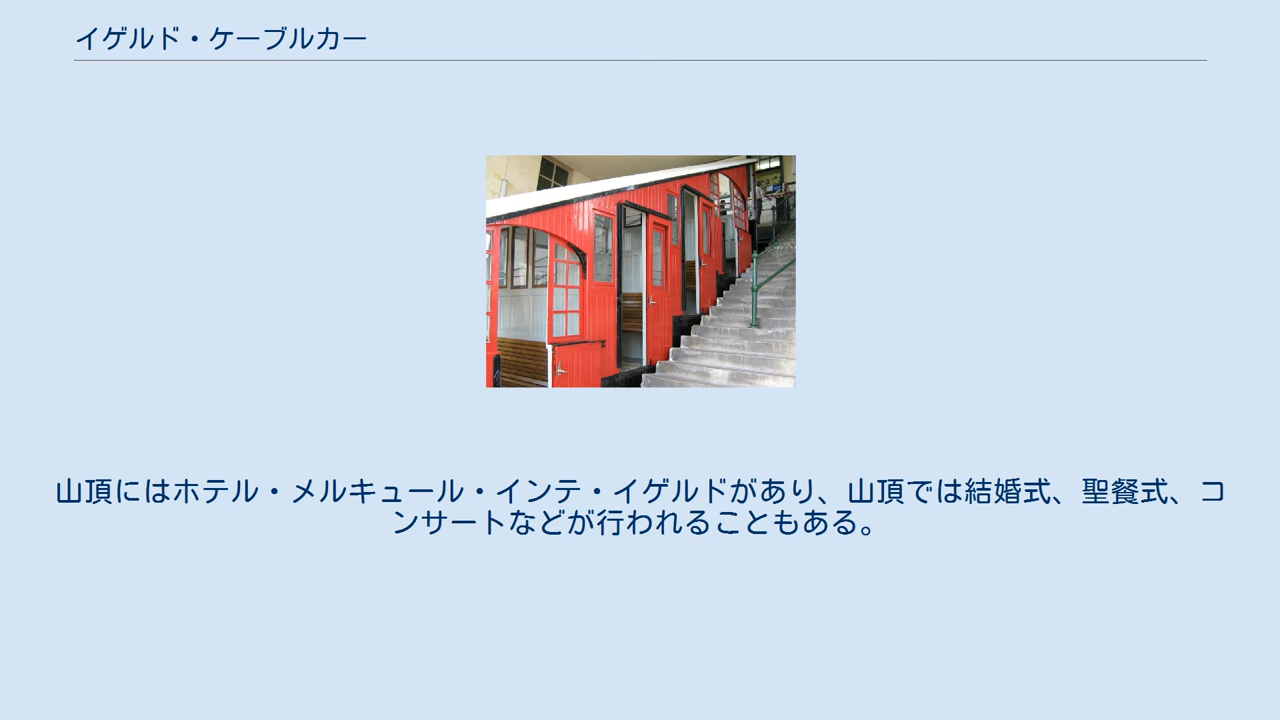 イゲルド・ケーブルカー
山頂にはホテル・メルキュール・インテ・イゲルドがあり、山頂では結婚式、聖餐式、コ
ンサートなどが行われることもある。